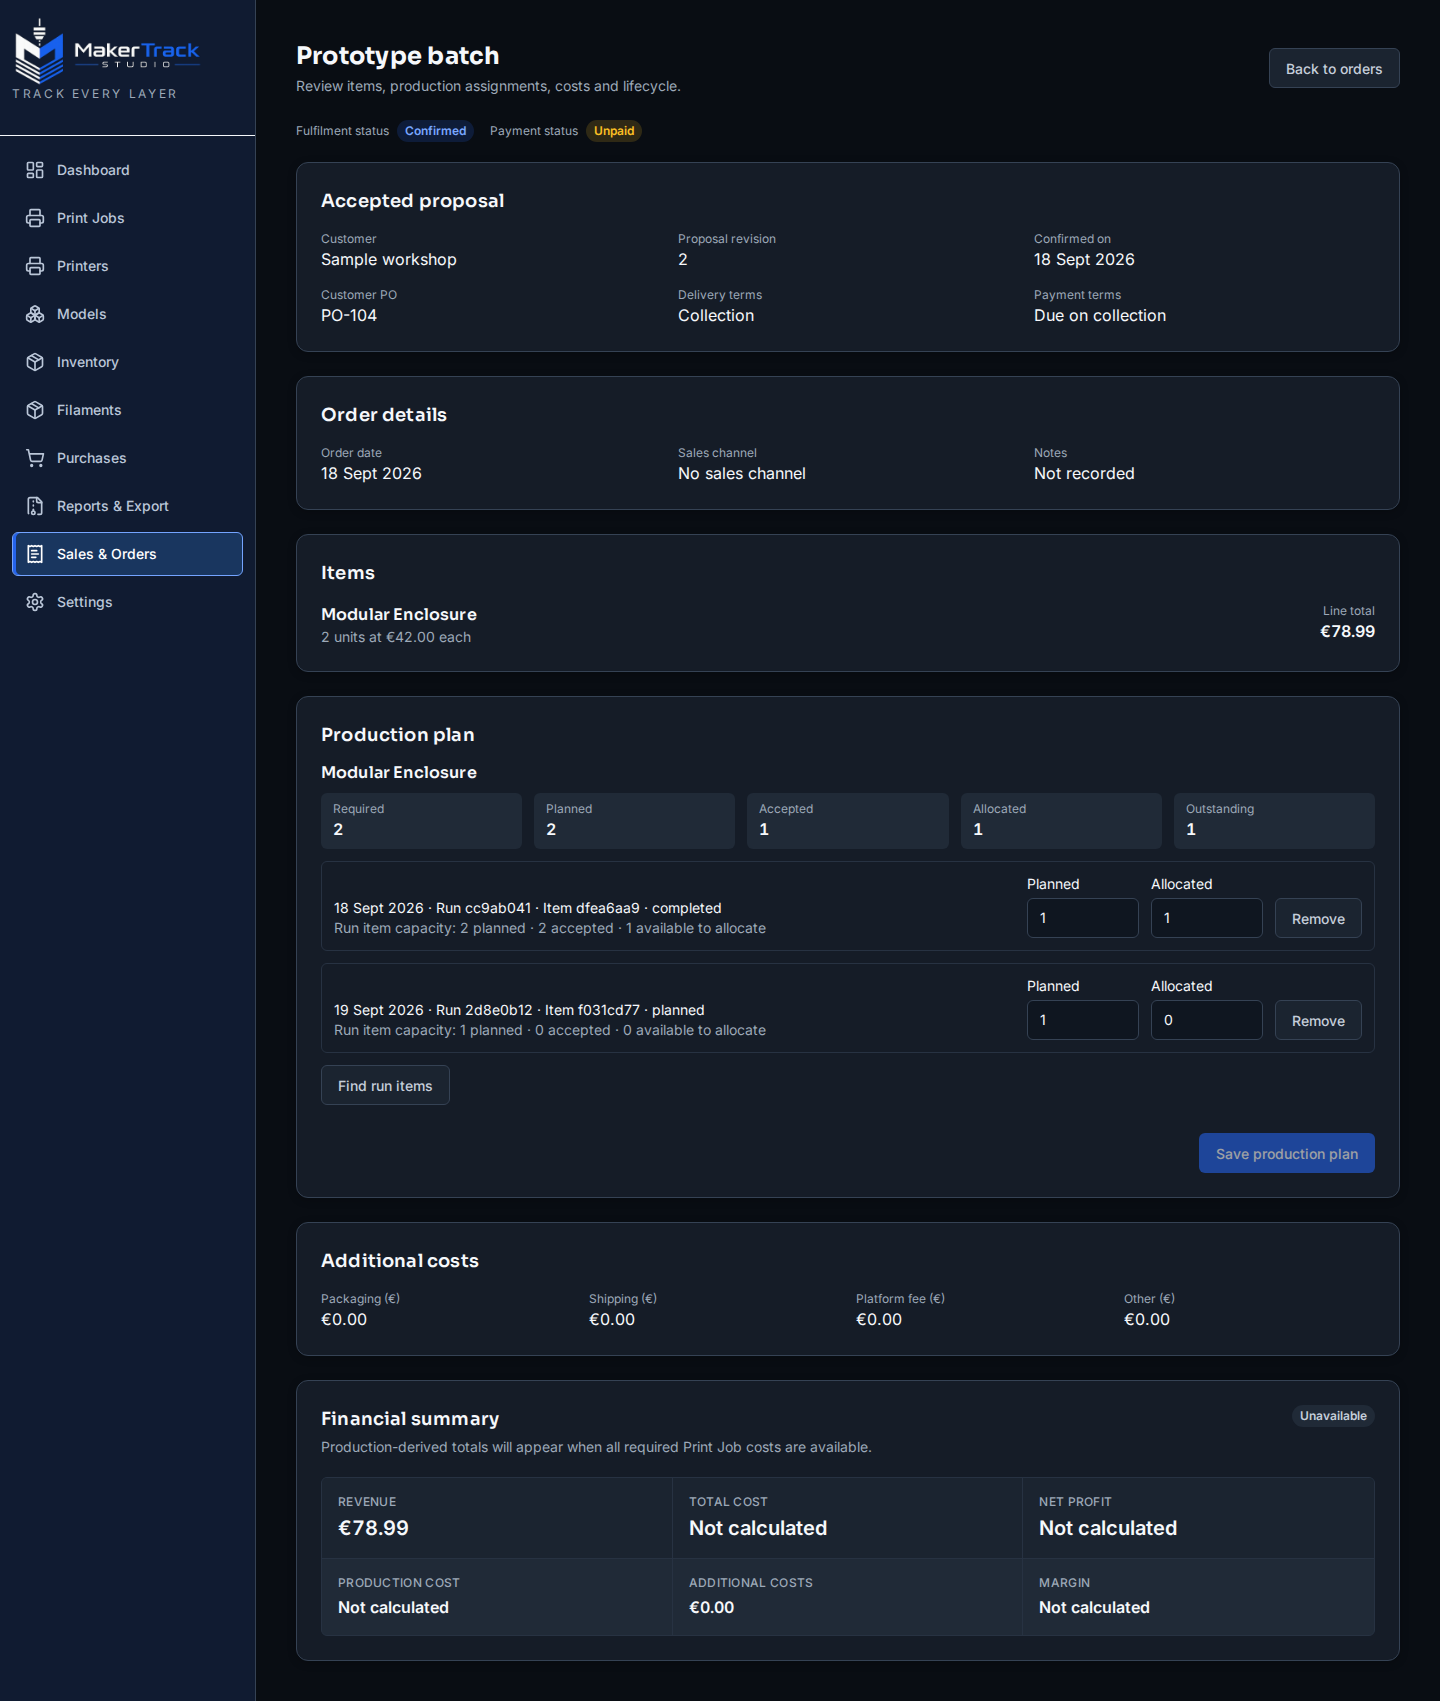 MakerTrack
STUDIO
TRACK EVERY LAYER
Dashboard
Print Jobs
Printers
Models
Inventory
Filaments
Purchases
Reports & Export
Sales & Orders
Settings
Prototype batch
Review items, production assignments, costs and lifecycle.
Back to orders
Fulfilment status Confirmed Payment status Unpaid
Accepted proposal
Customer Proposal revision Confirmed on
Sample workshop 2 18 Sept 2026
Customer PO Delivery terms Payment terms
PO-104 Collection Due on collection
Order details
Order date Sales channel Notes
18 Sept 2026 No sales channel Not recorded
Items
Modular Enclosure Line total
2 units at €42.00 each €78.99
Production plan
Modular Enclosure
Required Planned Accepted Allocated Outstanding
2 2 1 1 1
Planned Allocated
18 Sept 2026 · Run cc9ab041 · Item dfea6aa9 · completed 1 1 Remove
Run item capacity: 2 planned · 2 accepted · 1 available to allocate
Planned Allocated
19 Sept 2026 · Run 2d8e0b12 · Item f031cd77 · planned 1 0 Remove
Run item capacity: 1 planned · 0 accepted · 0 available to allocate
Find run items
Save production plan
Additional costs
Packaging (€) Shipping (€) Platform fee (€) Other (€)
€0.00 €0.00 €0.00 €0.00
Financial summary Unavailable
Production-derived totals will appear when all required Print Job costs are available.
REVENUE TOTAL COST NET PROFIT
€78.99 Not calculated Not calculated
PRODUCTION COST ADDITIONAL COSTS MARGIN
Not calculated €0.00 Not calculated